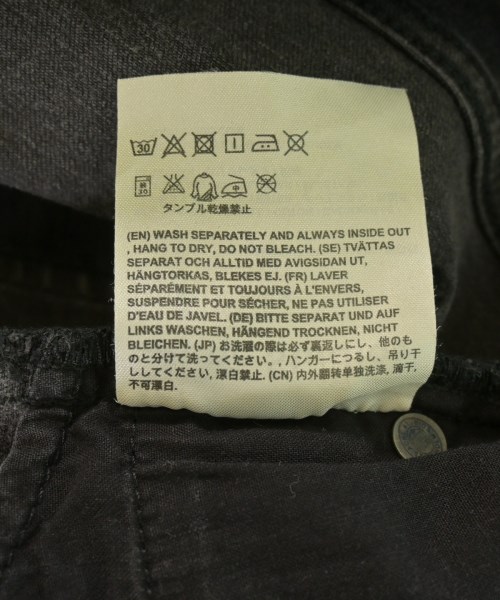 30
30
タンブル乾燥禁止
(EN) WASH SEPARATELY AND ALWAYS INSIDE OUT
, HANG TO DRY, DO NOT BLEACH. (SE) TVÄTTAS
SEPARAT OCH ALLTID MED AVIGSIDAN UT,
HÄNGTORKAS, BLEKES EJ. (FR) LAVER
SÉPARÉMENT ET TOUJOURS À L'ENVERS,
SUSPENDRE POUR SÉCHER, NE PAS UTILISER
D'EAU DE JAVEL. (DE) BITTE SEPARAT UND AUF
LINKS WASCHEN, HÄNGEND TROCKNEN, NICHT
BLEICHEN. (JP) お洗濯の際は必ず裏返しにし、他のも
のと分けて洗ってください。, ハンガーにつるし、吊り干
ししてください, 漂白禁止. (CN) 内外翻转单独洗涤, 滴干,
不可漂白.